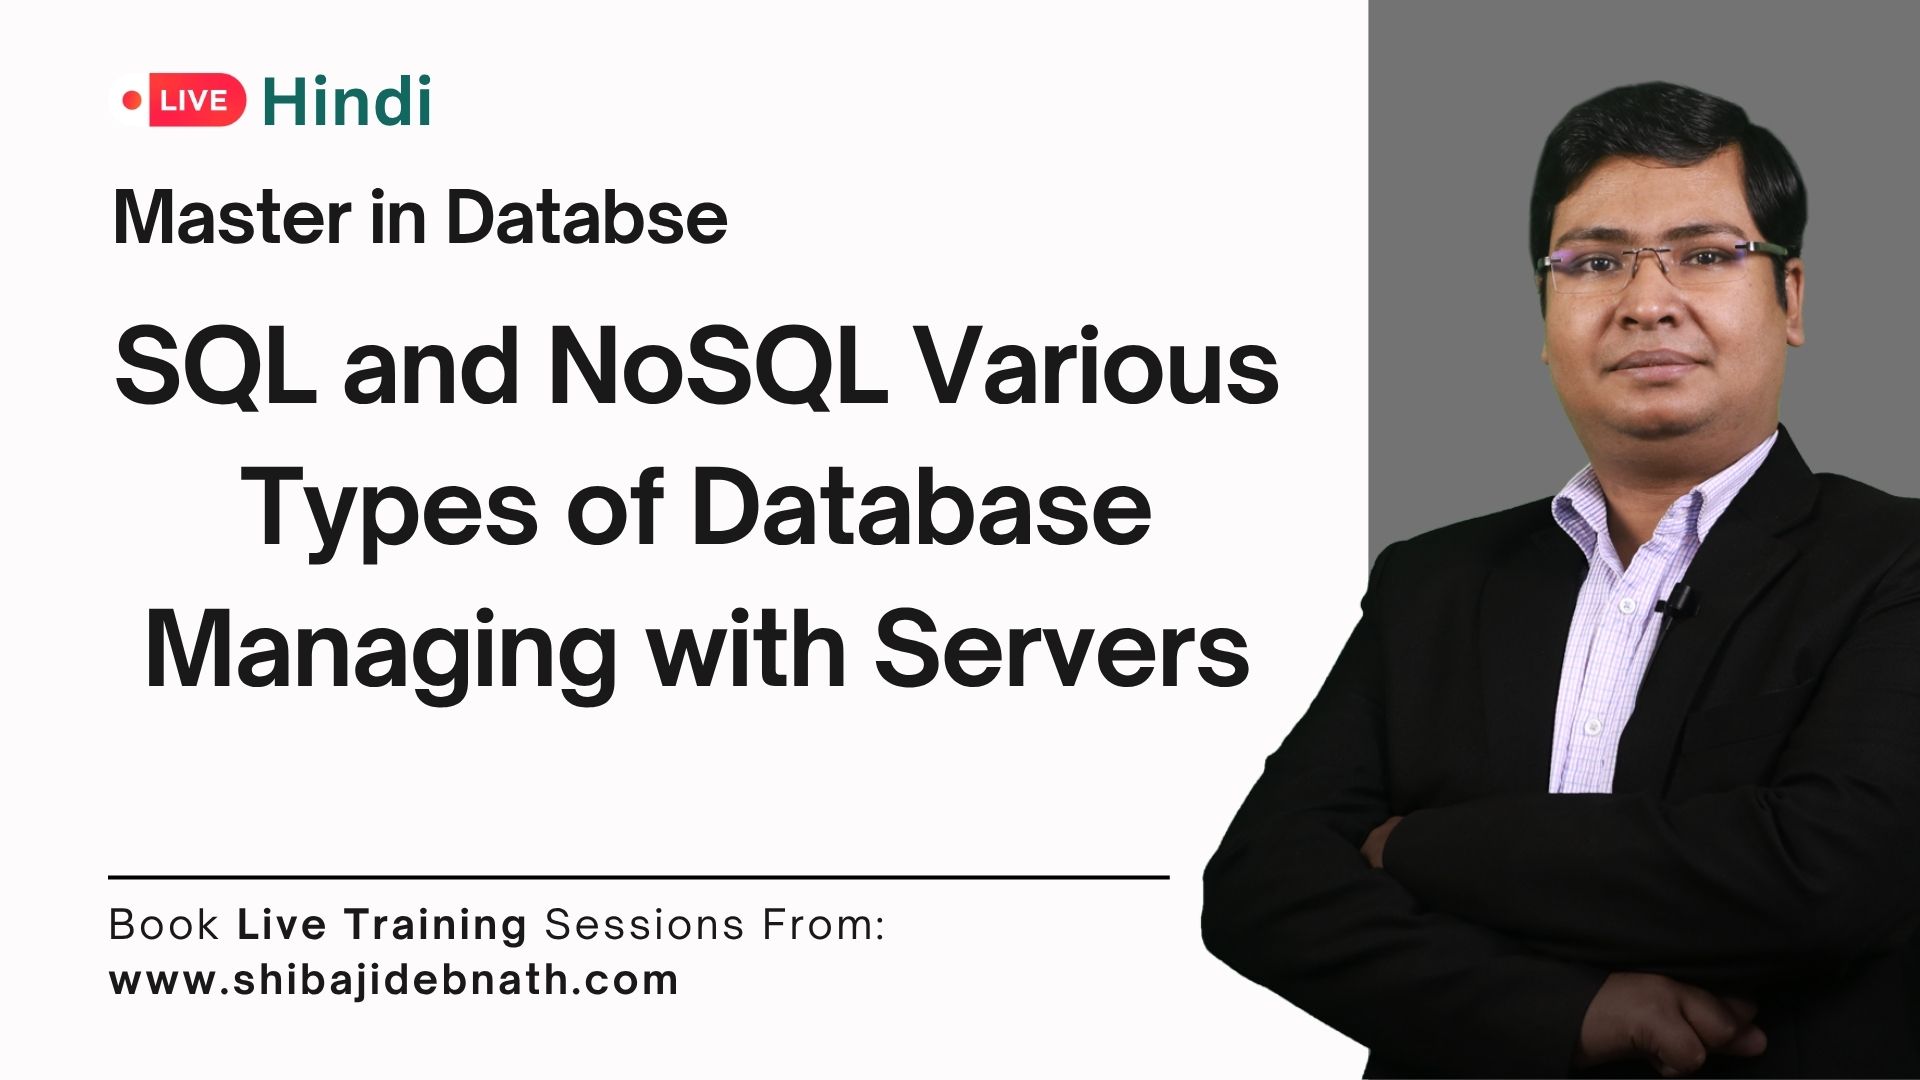 LIVE Hindi
Master in Databse
SQL and NoSQL Various
Types of Database
Managing with Servers
Book Live Training Sessions From:
www.shibajidebnath.com